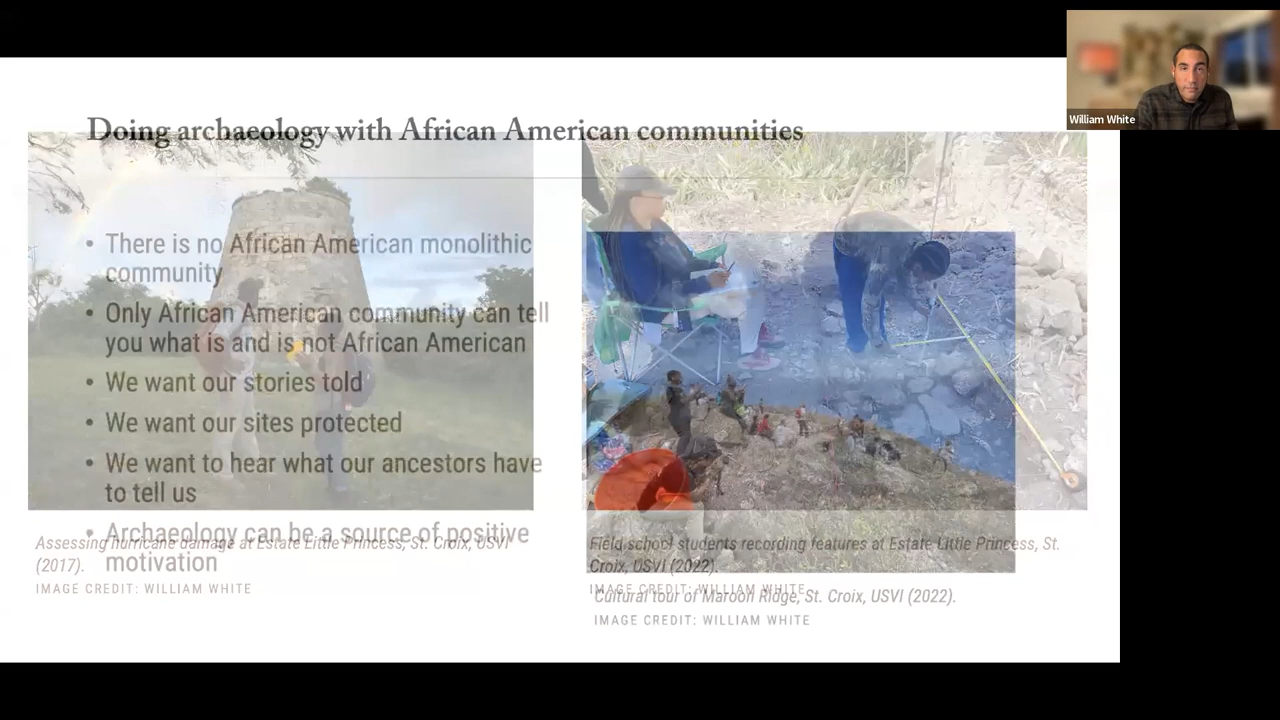 William White
Doing archaeology with African American communities
• There is no African American monolithic
community
• Only African American community can tell
you what is and is not African American
• We want our stories told
• We want our sites protected
• We want to hear what our ancestors have
to tell us
• Archaeology can be a source of positive
motivation
Assessing hurricane damage at Estate Little Princess, St. Croix, USVI
(2017).
IMAGE CREDIT: WILLIAM WHITE
Field school students recording features at Estate Little Princess, St.
Croix, USVI (2022).
IMAGE CREDIT: WILLIAM WHITE
Cultural tour of Maroon Ridge, St. Croix, USVI (2022).
IMAGE CREDIT: WILLIAM WHITE